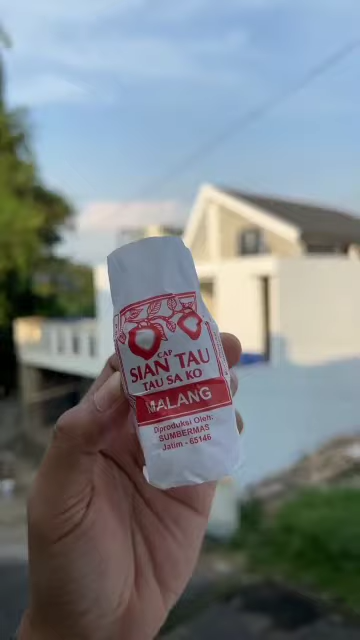 CAP
SIAN TAU
TAU SA KO
MALANG
Diproduksi Oleh:
SUMBERMAS
Jatim - 65146